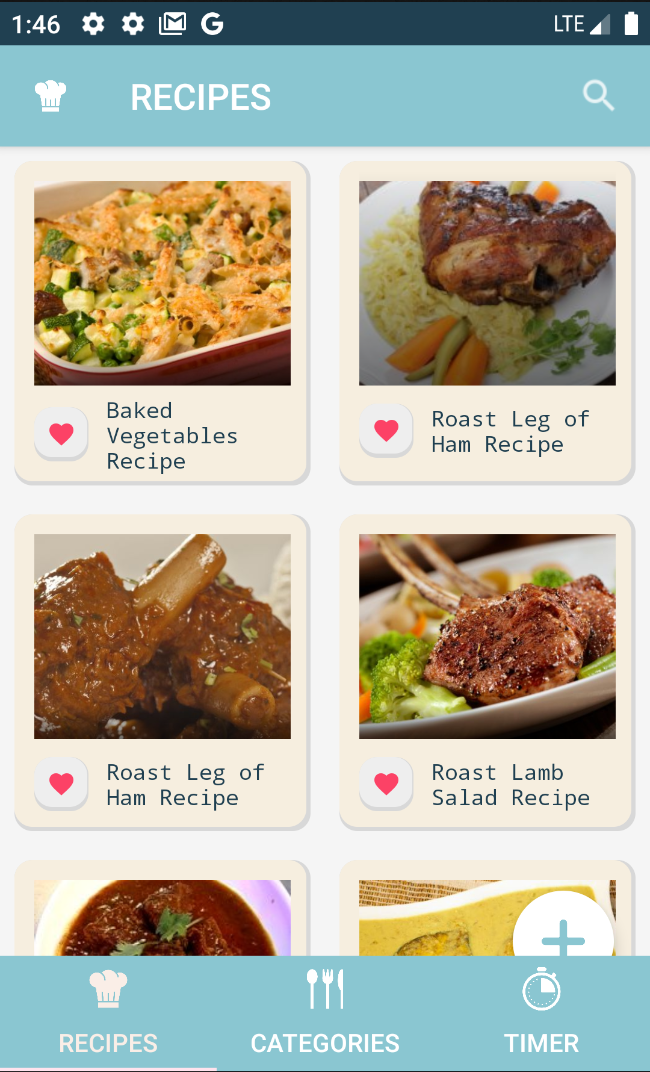 1:46
LTE
RECIPES
Baked
Vegetables
Recipe
Roast Leg of
Ham Recipe
Roast Leg of
Ham Recipe
Roast Lamb
Salad Recipe
RECIPES
CATEGORIES
TIMER